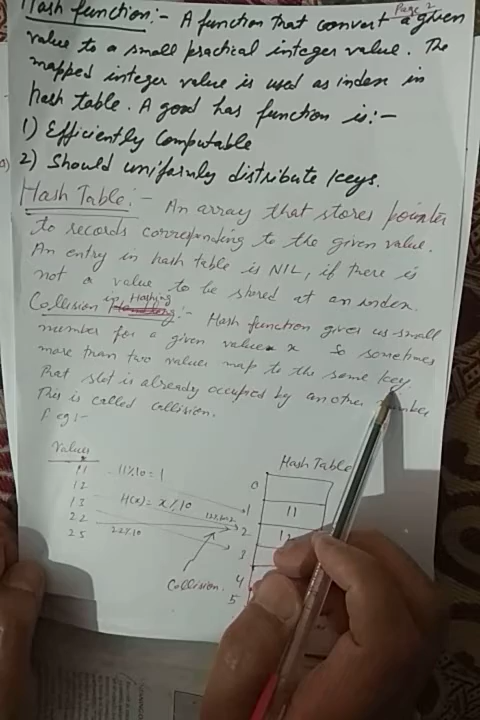 Page 2
Hash function:- A function that convert a given
value to a small practical integer value. The
mapped integer value is used as index in
hash table. A good has function is:-
1) Efficiently Computable
2) Should uniformly distribute keys.
Hash Table:- An array that stores pointer
to records corresponding to the given value.
An entry in hash table is NIL, if there is
not a value to be stored at an index.
Collision in Hashing:- Hash function gives us small
number for a given value x So sometimes
more than two values map to the same key
That slot is already occupied by another number
This is called collision.
eg:-
Values
Hash Table
0
11 11%10=1
1 11
12
H(x)=x%10
13
2 12
22
22%10
3
25
Collision.
4
5